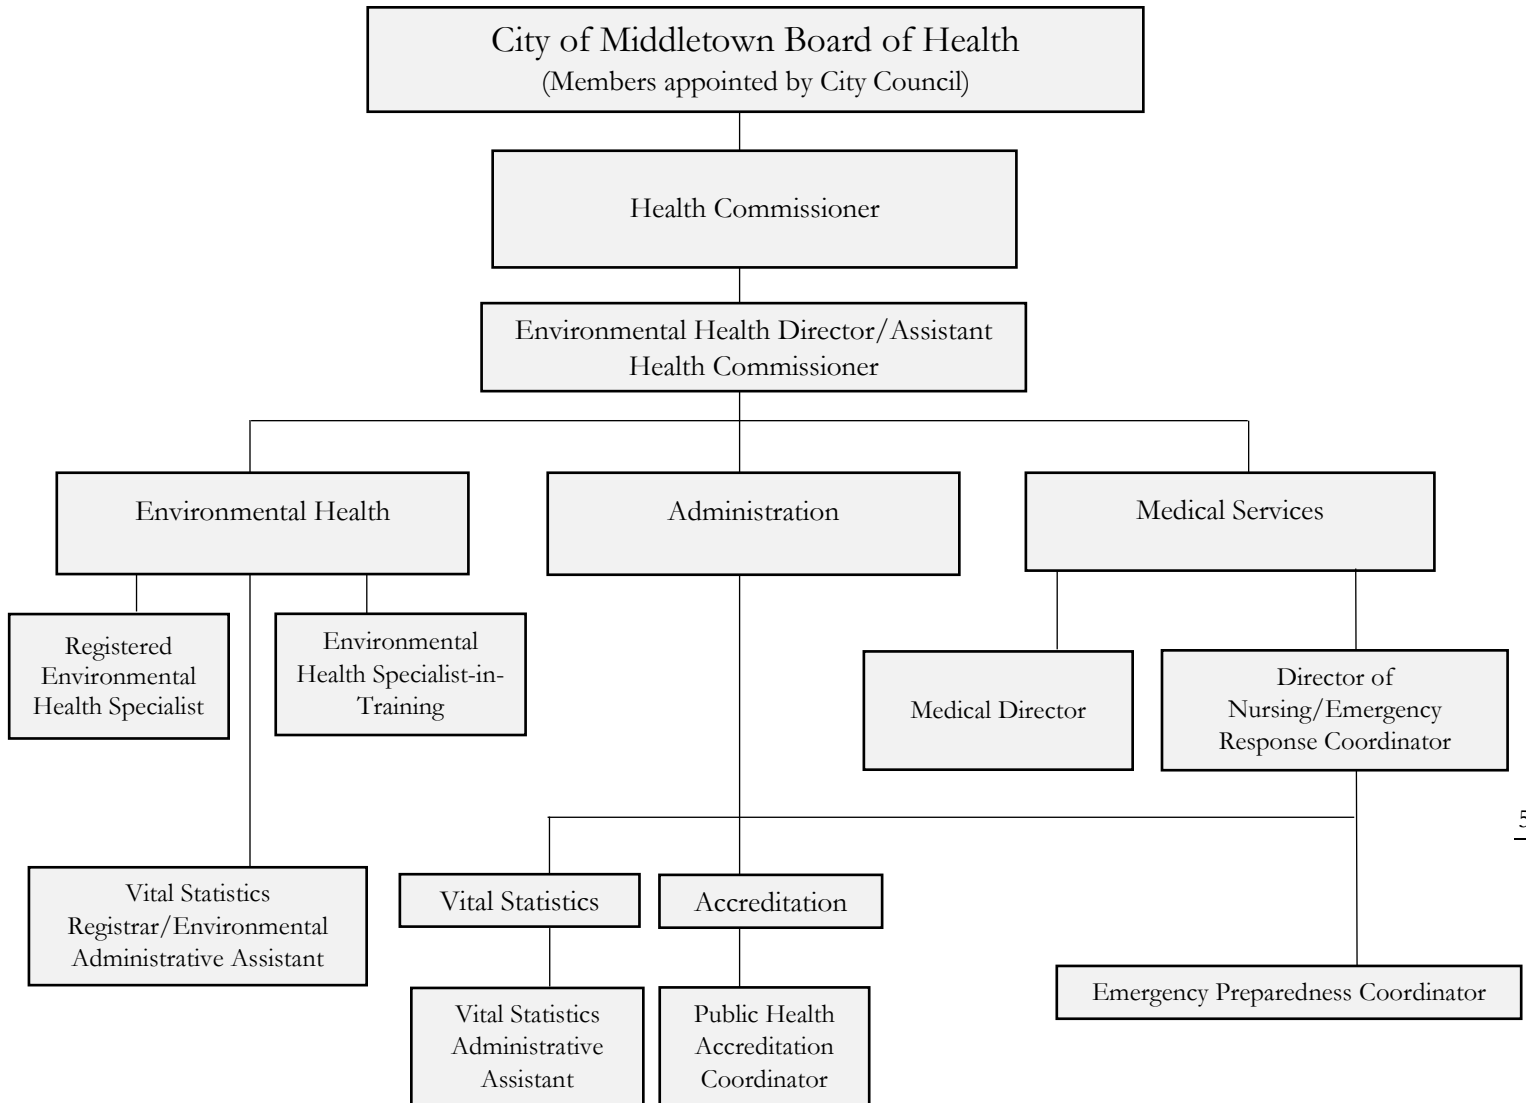 City of Middletown Board of Health
(Members appointed by City Council)
Health Commissioner
Environmental Health Director/Assistant
Health Commissioner
Environmental Health
Administration
Medical Services
Registered
Environmental
Health Specialist
Environmental
Health Specialist-in-
Training
Medical Director
Director of
Nursing/Emergency
Response Coordinator
5
Vital Statistics
Registrar/Environmental
Administrative Assistant
Vital Statistics
Accreditation
Emergency Preparedness Coordinator
Vital Statistics
Administrative
Assistant
Public Health
Accreditation
Coordinator